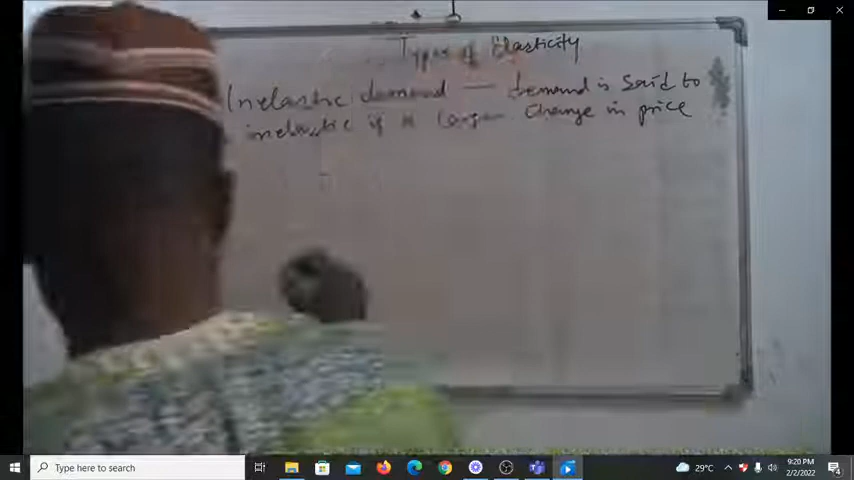 Types of Elasticity
Inelastic demand — demand is said to
inelastic if a larger change in price
Type here to search
29°C
9:20 PM
2/2/2022
4